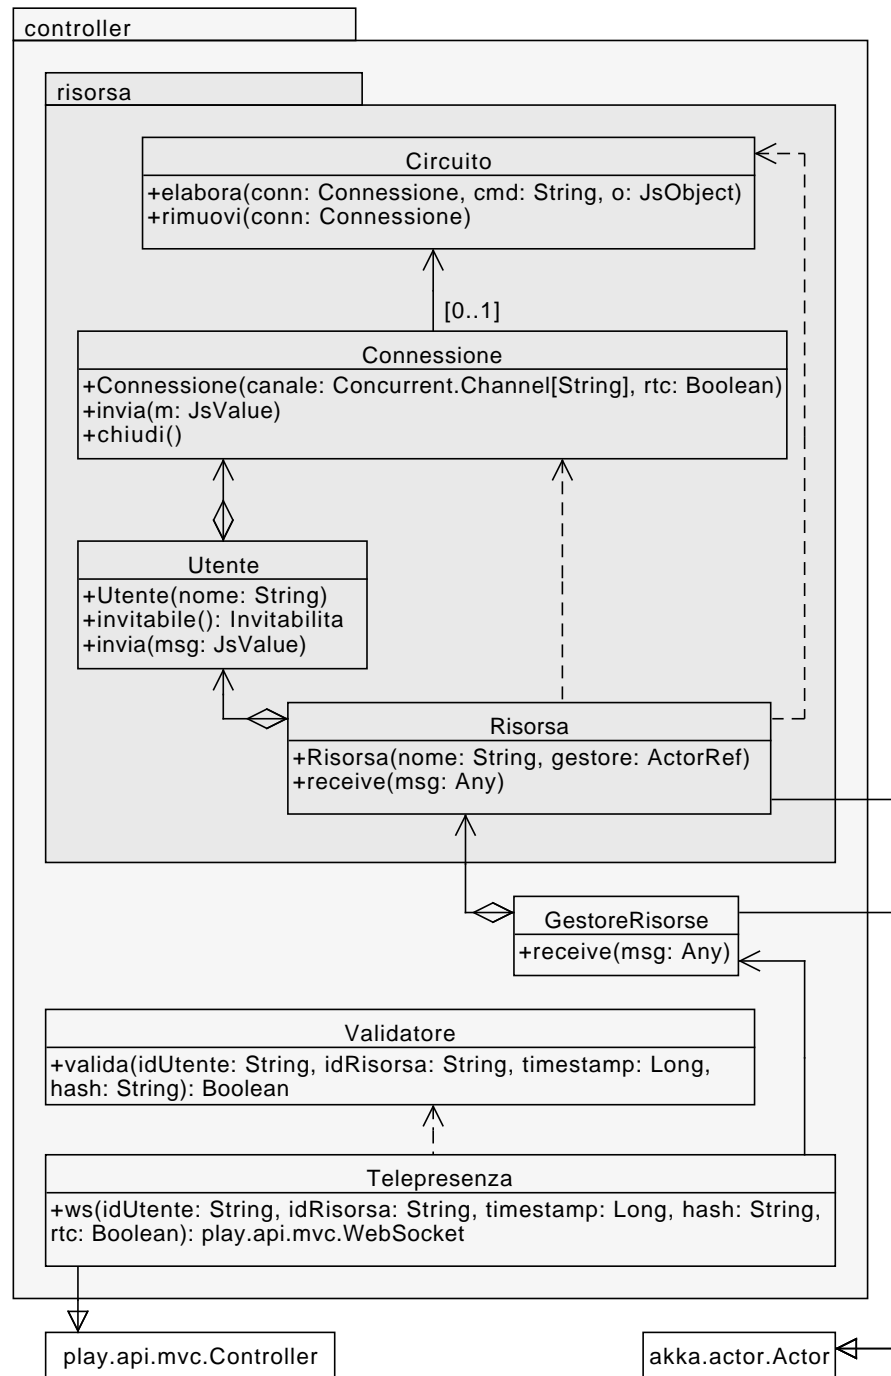 controller
risorsa
Circuito
+elabora(conn: Connessione, cmd: String, o: JsObject)
+rimuovi(conn: Connessione)
[0..1]
Connessione
+Connessione(canale: Concurrent.Channel[String], rtc: Boolean)
+invia(m: JsValue)
+chiudi()
Utente
+Utente(nome: String)
+invitabile(): Invitabilita
+invia(msg: JsValue)
Risorsa
+Risorsa(nome: String, gestore: ActorRef)
+receive(msg: Any)
GestoreRisorse
+receive(msg: Any)
Validatore
+valida(idUtente: String, idRisorsa: String, timestamp: Long,
hash: String): Boolean
Telepresenza
+ws(idUtente: String, idRisorsa: String, timestamp: Long, hash: String,
rtc: Boolean): play.api.mvc.WebSocket
play.api.mvc.Controller
akka.actor.Actor